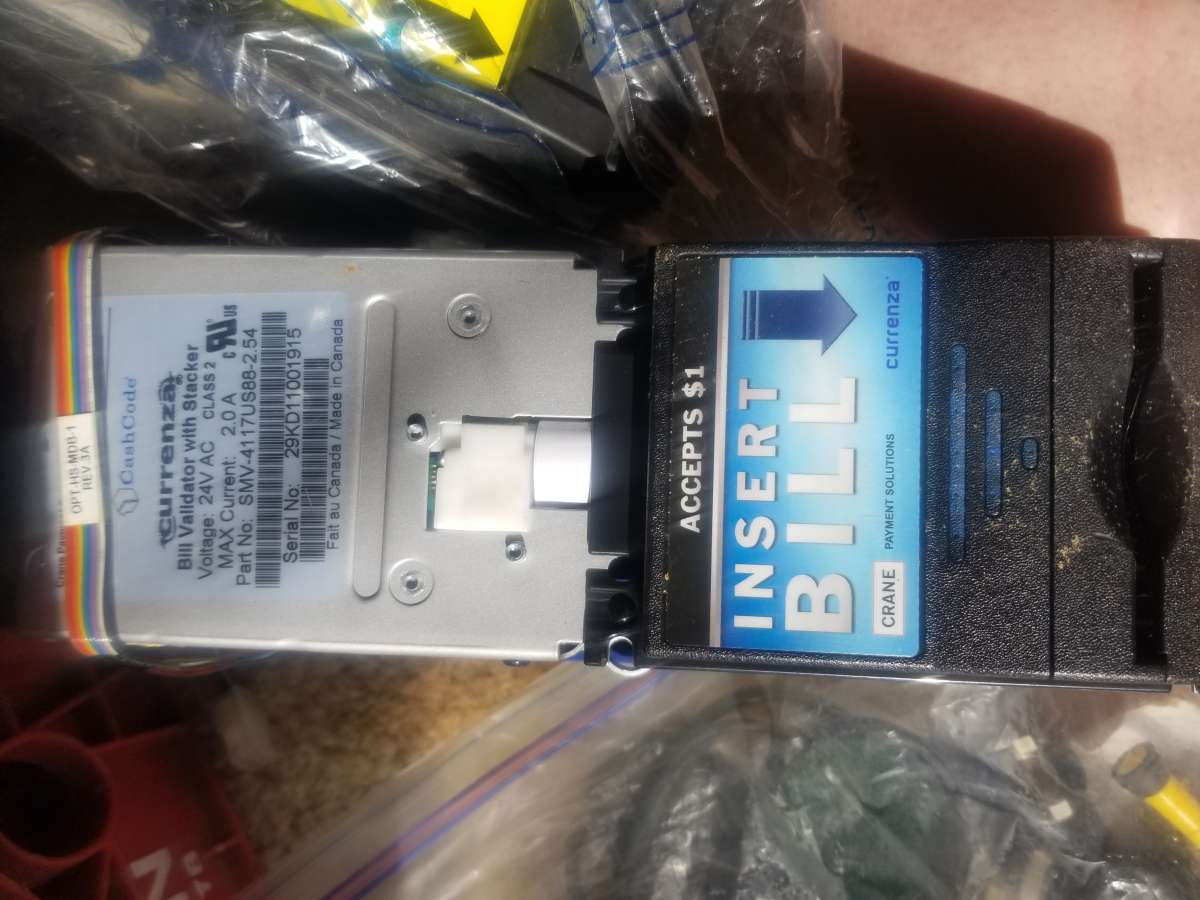 OPT-HS-MDB-1
REV 3A
CashCode
currenza
Bill Validator with Stacker
Voltage: 24V AC CLASS 2
MAX Current: 2.0 A
C US
Part No: SMV-4117US88-2.54
Serial No: 29KD11001915
Fait au Canada / Made in Canada
ACCEPTS $1
INSERT
BILL
CRANE
PAYMENT SOLUTIONS
currenza